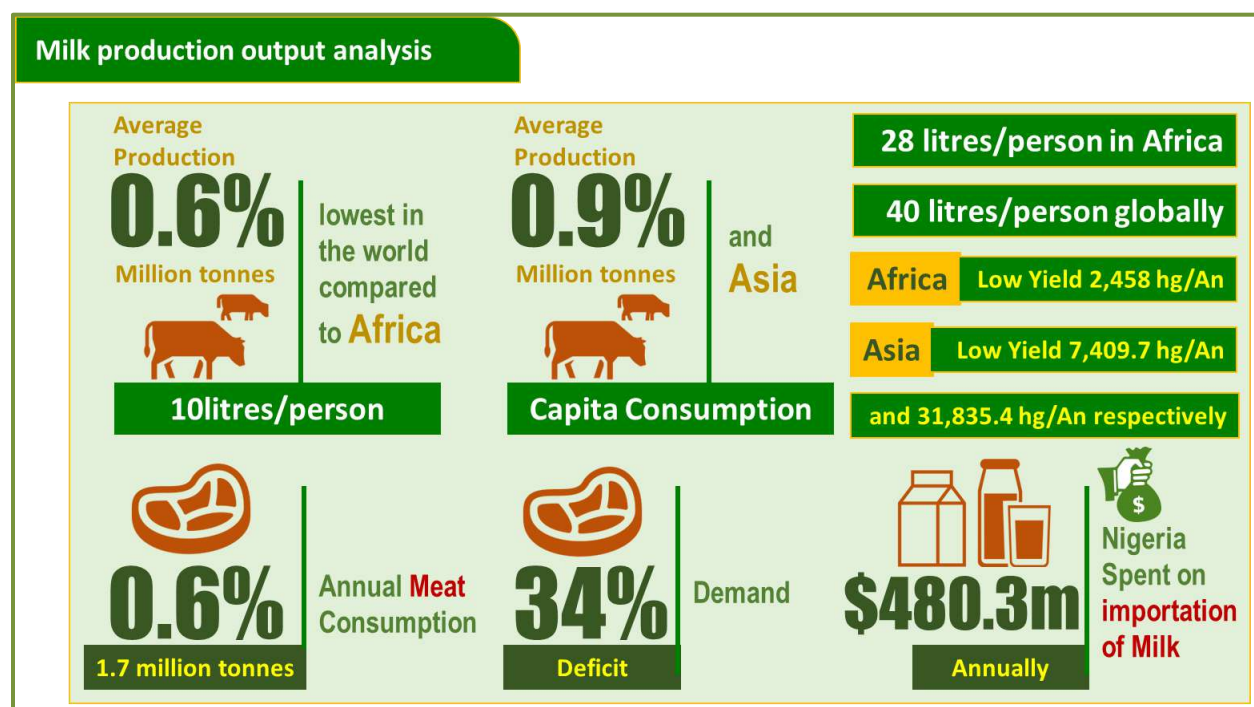 Milk production output analysis
Average
Production
0.6%
Million tonnes
lowest in
the world
compared
to Africa
10litres/person
Average
Production
0.9%
Million tonnes
and
Asia
Capita Consumption
28 litres/person in Africa
40 litres/person globally
Africa Low Yield 2,458 hg/An
Asia Low Yield 7,409.7 hg/An
and 31,835.4 hg/An respectively
0.6%
1.7 million tonnes
Annual Meat
Consumption
34%
Deficit
Demand
$
$480.3m
Annually
Nigeria
Spent on
importation
of Milk